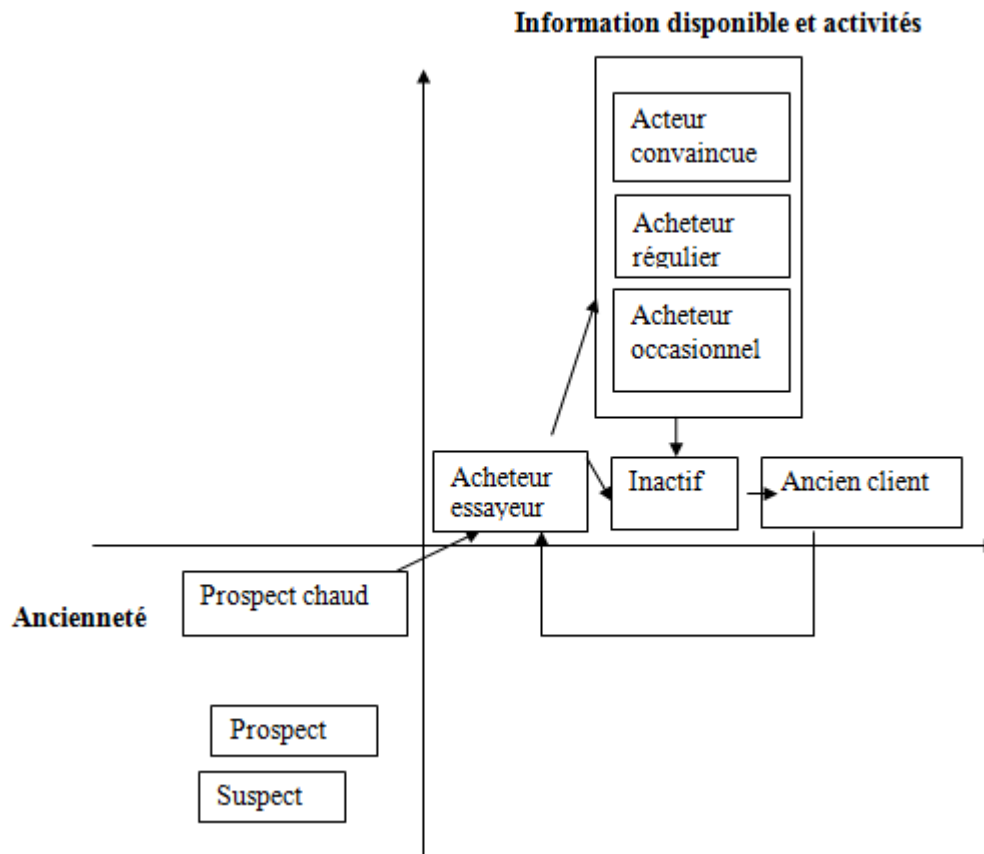 Information disponible et activités
Acteur
convaincue
Acheteur
régulier
Acheteur
occasionnel
Acheteur
essayeur
Inactif
Ancien client
Prospect chaud
Ancienneté
Prospect
Suspect